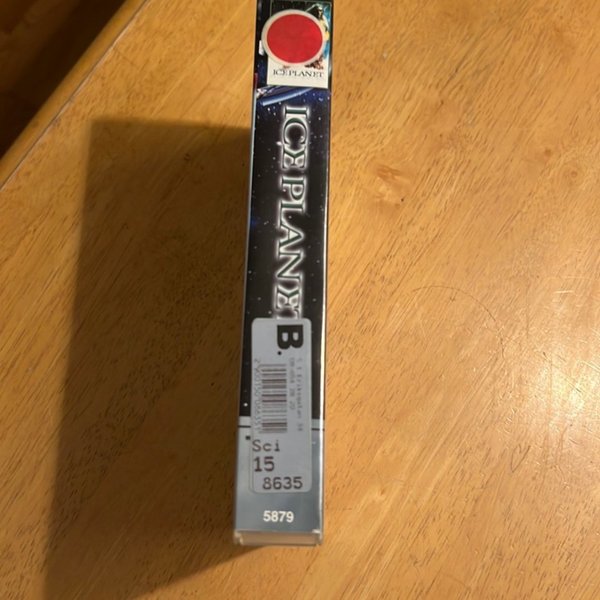 ICE PLANET
ICE PLANET
B.
Sci
15
8635
5879